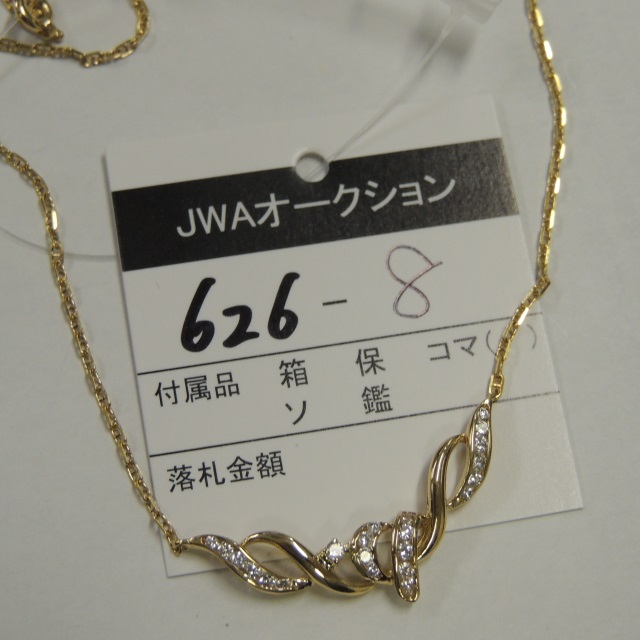 JWAオークション
626-8
付属品 箱 保 コマ( )
ソ 鑑
落札金額